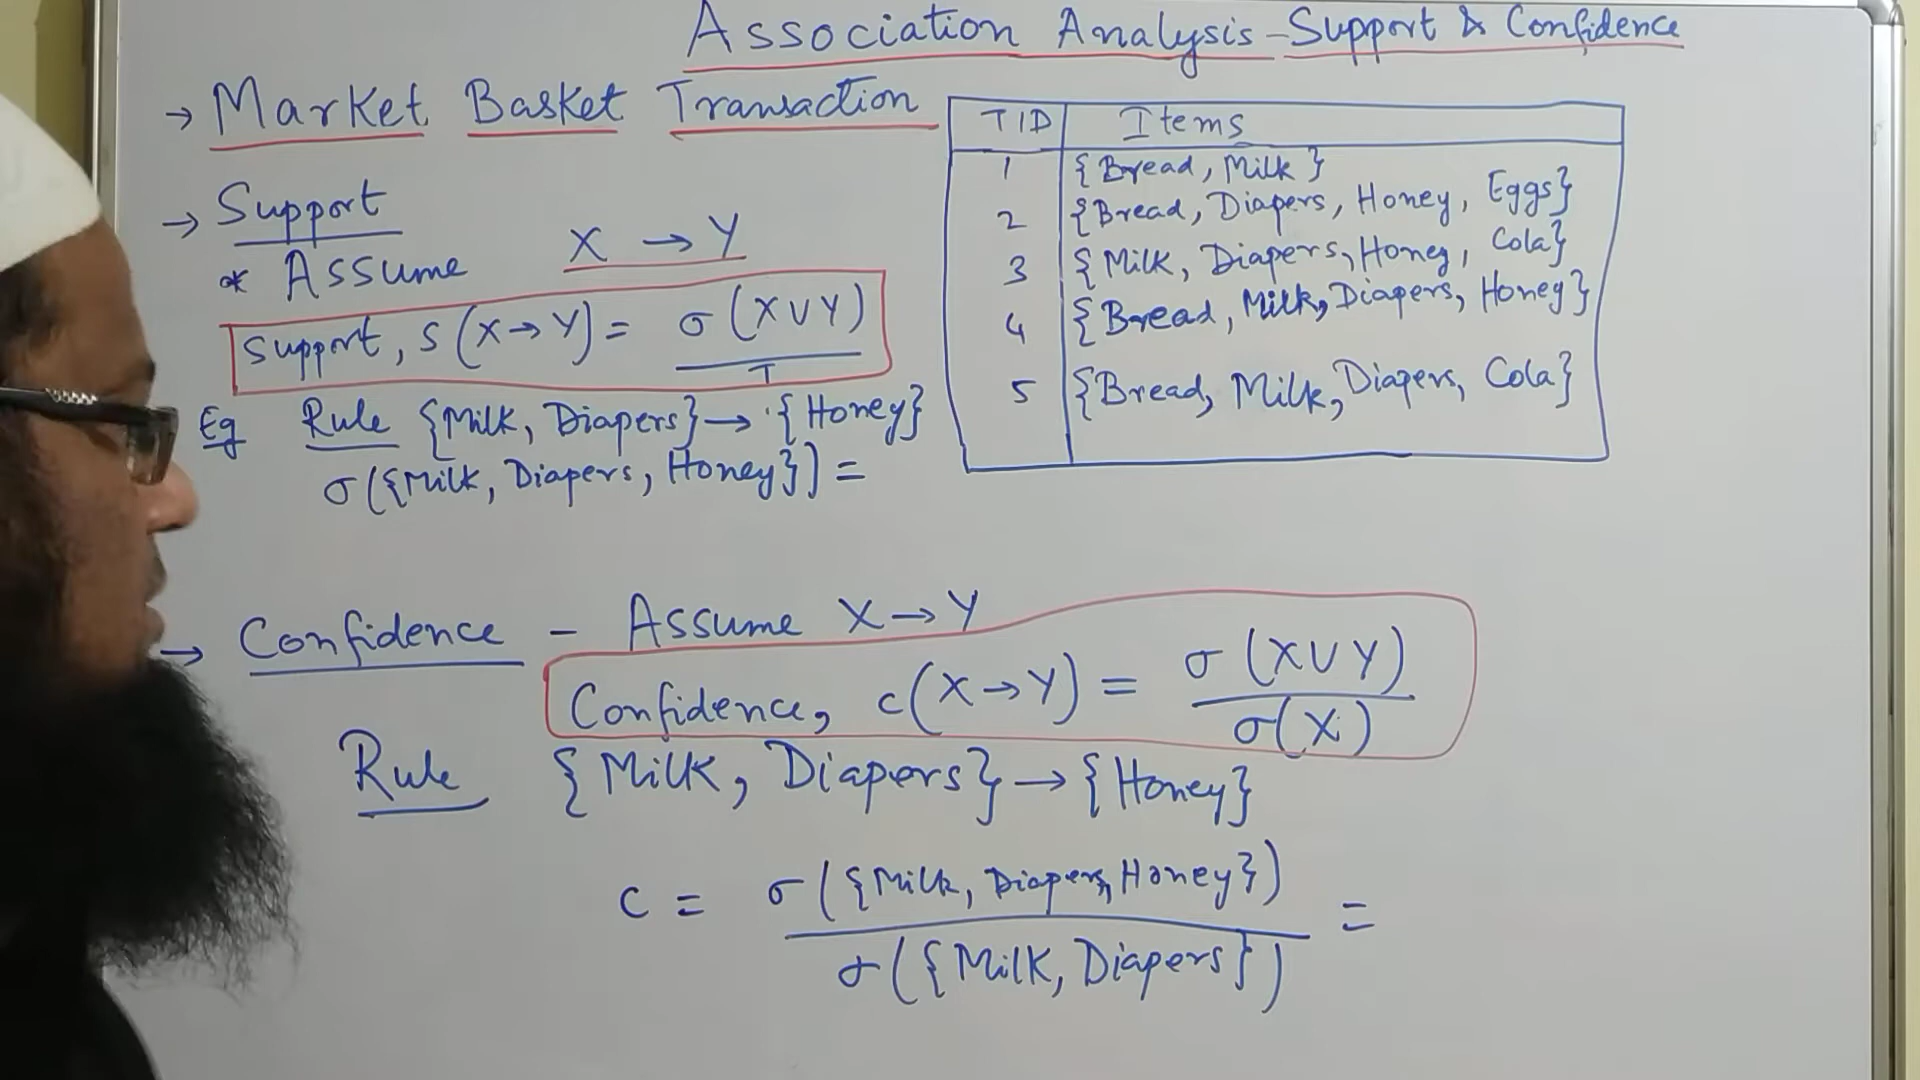 Association Analysis - Support & Confidence
→ Market Basket Transaction
→ Support
* Assume X → Y
Support, s (X → Y) = σ (X ∪ Y)
T
Eg Rule {Milk, Diapers} → {Honey}
σ({Milk, Diapers, Honey}) =
TID Items
1 {Bread, Milk}
2 {Bread, Diapers, Honey, Eggs}
3 {Milk, Diapers, Honey, Cola}
4 {Bread, Milk, Diapers, Honey}
5 {Bread, Milk, Diapers, Cola}
→ Confidence - Assume X → Y
Confidence, c(X → Y) = σ (X ∪ Y)
σ(X)
Rule {Milk, Diapers} → {Honey}
c = σ ({Milk, Diapers, Honey}) =
σ ({Milk, Diapers})